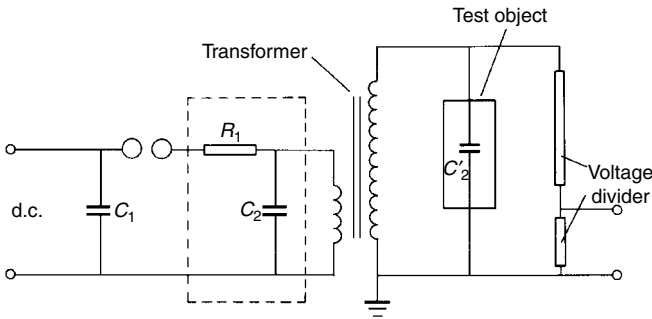 Test object
Transformer
R1
C1
C2
C′2
d.c.
Voltage
divider